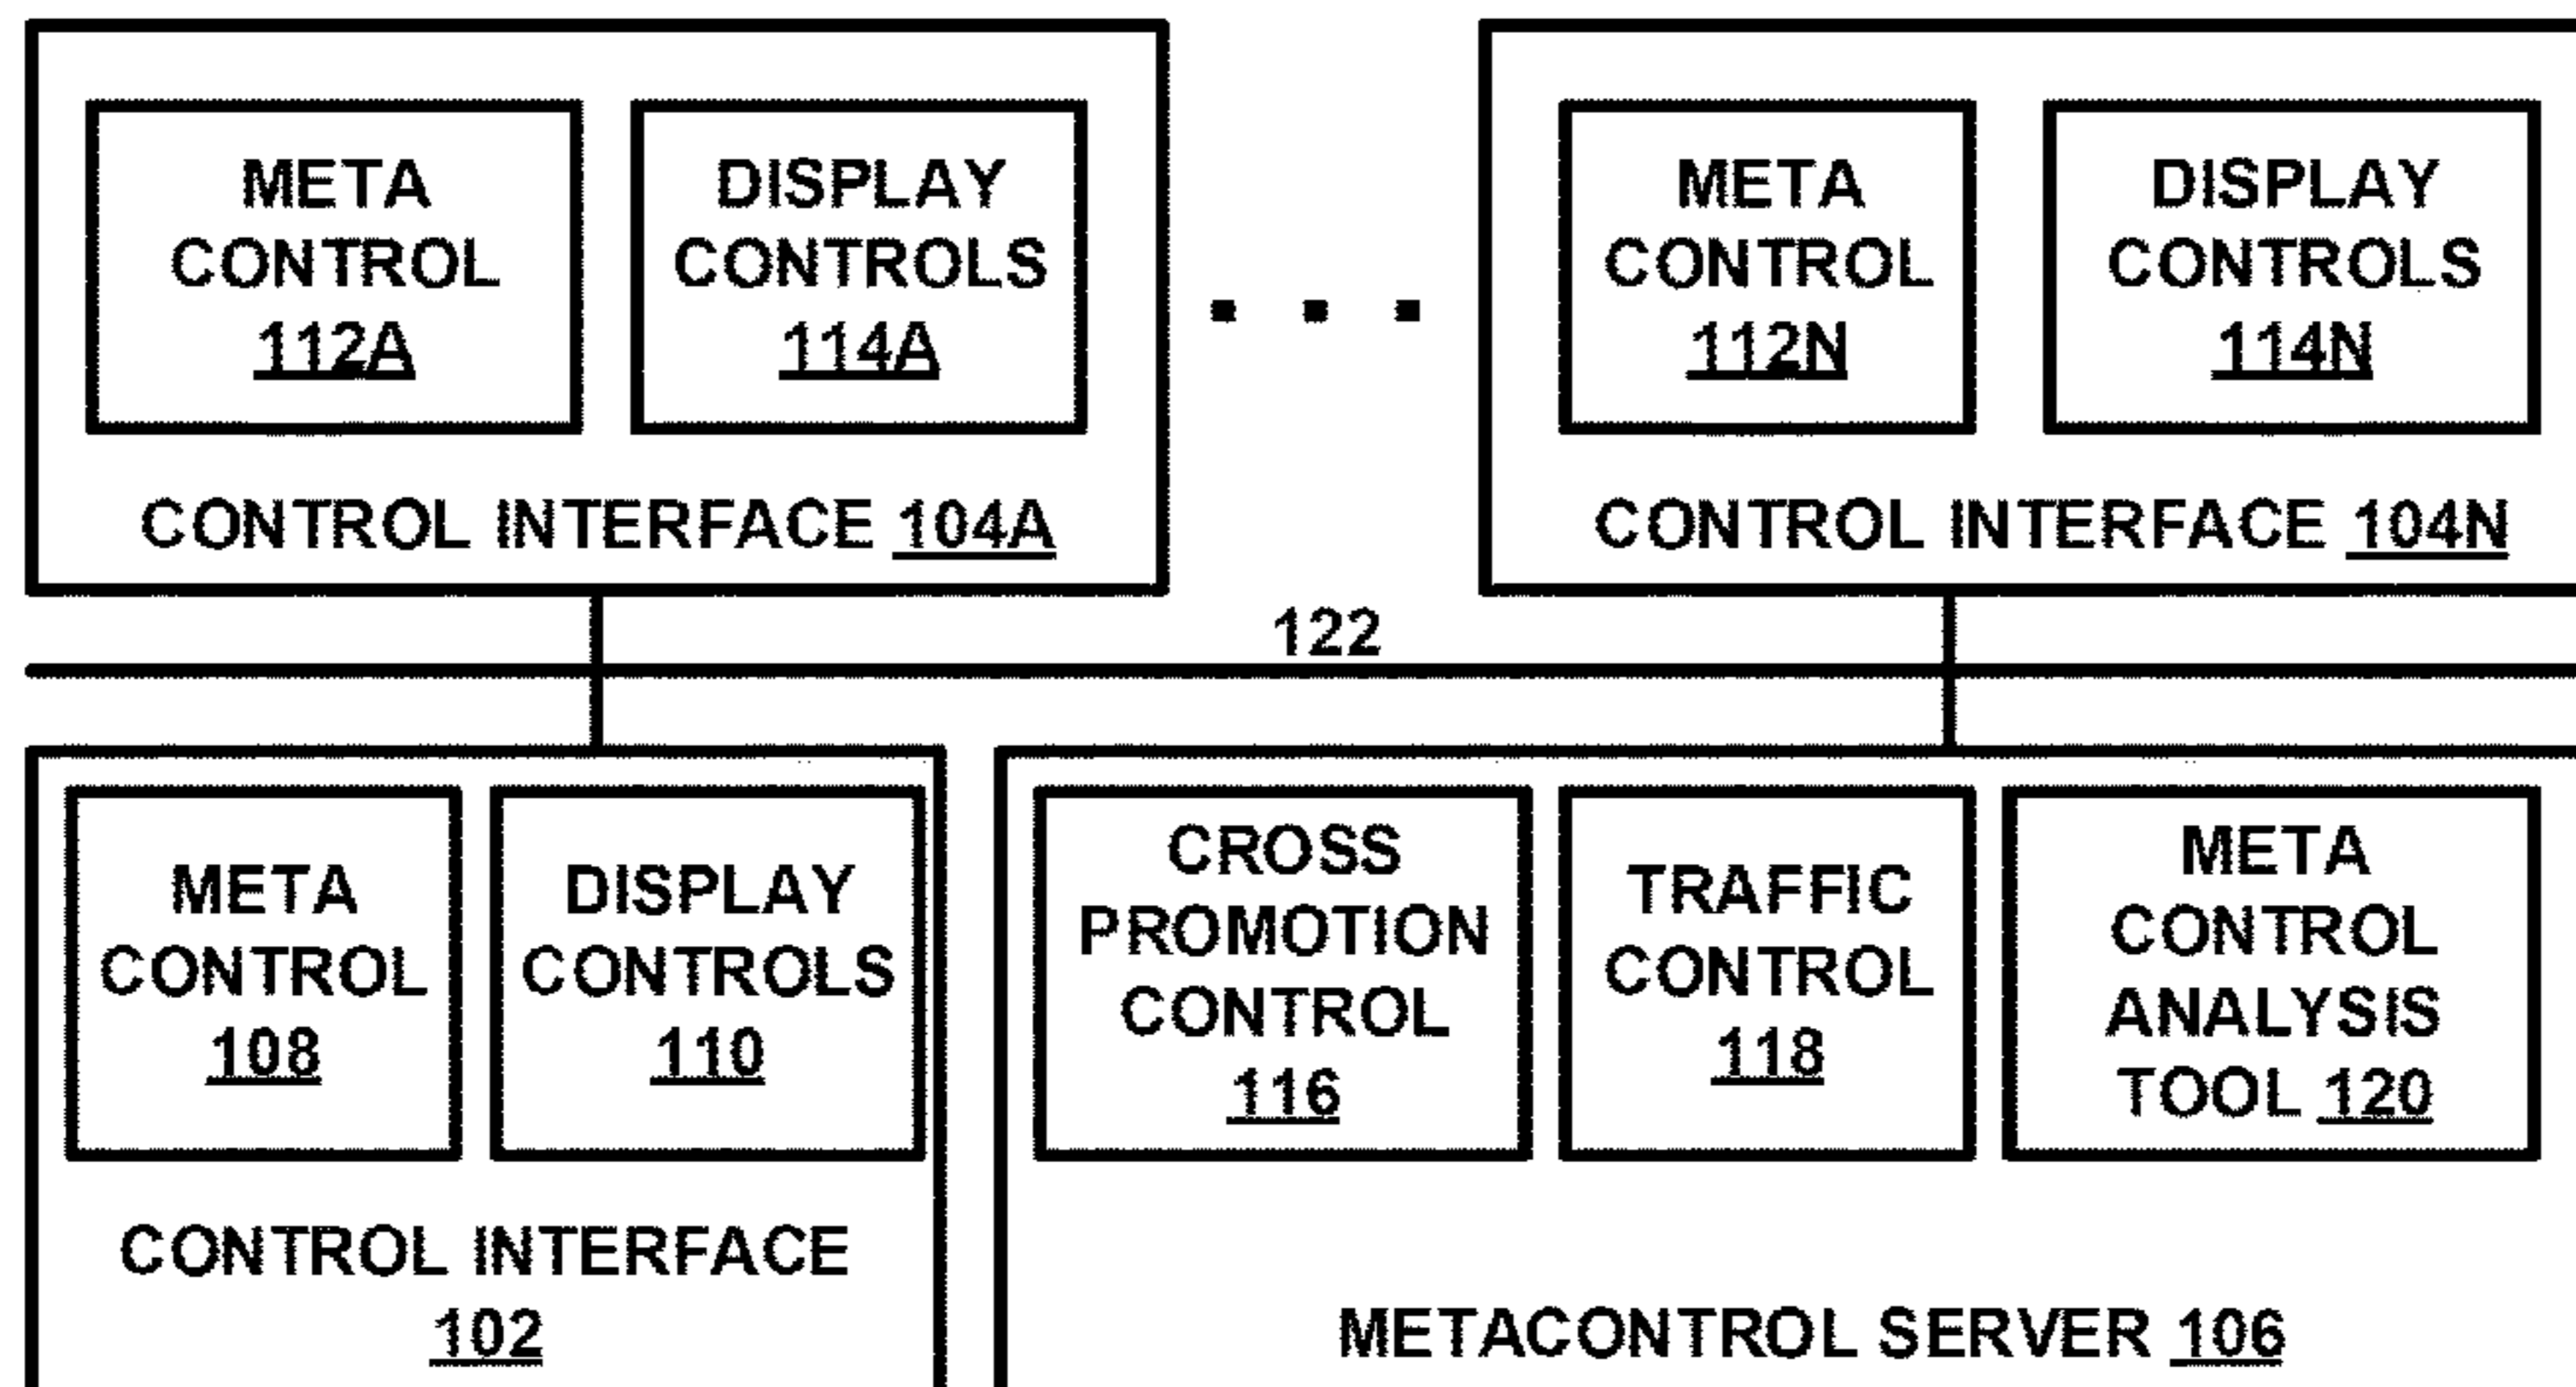 META
CONTROL
112A
DISPLAY
CONTROLS
114A
CONTROL INTERFACE 104A
META
CONTROL
112N
DISPLAY
CONTROLS
114N
CONTROL INTERFACE 104N
122
META
CONTROL
108
DISPLAY
CONTROLS
110
CONTROL INTERFACE
102
CROSS
PROMOTION
CONTROL
116
TRAFFIC
CONTROL
118
META
CONTROL
ANALYSIS
TOOL 120
METACONTROL SERVER 106